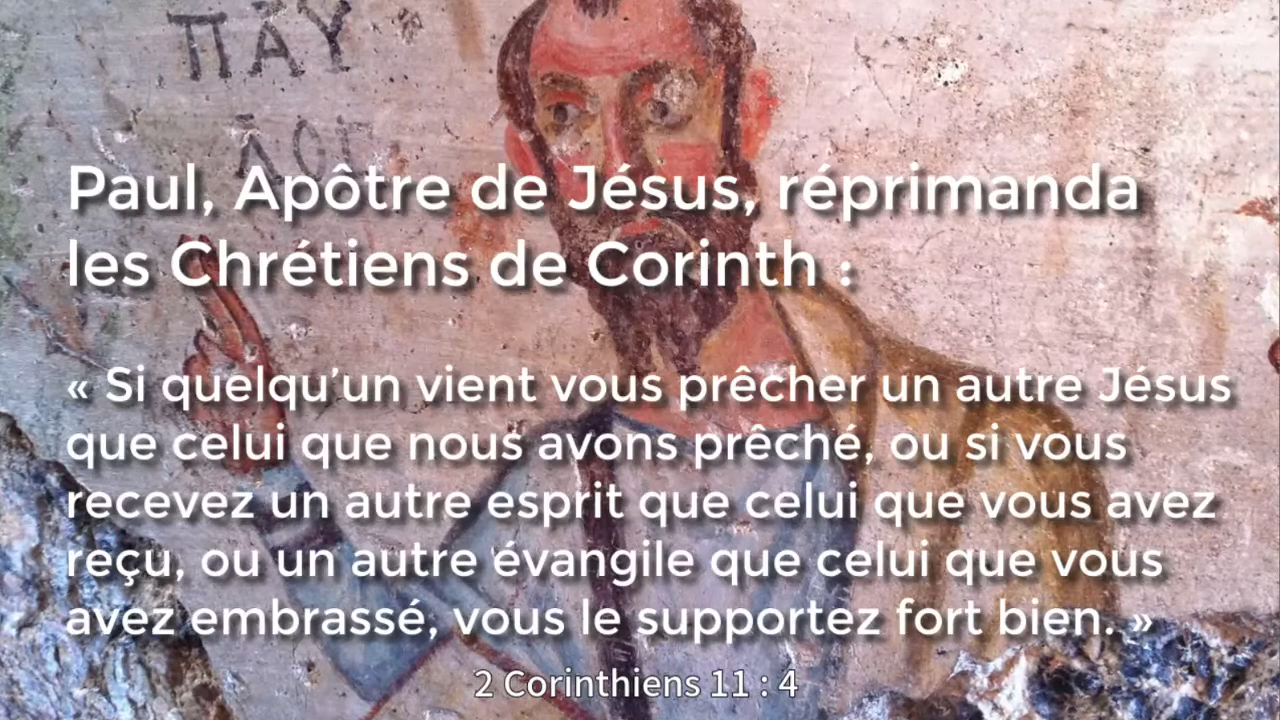 ΠΑΥ
ΛΟΣ
Paul, Apôtre de Jésus, réprimanda
les Chrétiens de Corinth :
« Si quelqu’un vient vous prêcher un autre Jésus
que celui que nous avons prêché, ou si vous
recevez un autre esprit que celui que vous avez
reçu, ou un autre évangile que celui que vous
avez embrassé, vous le supportez fort bien. »
2 Corinthiens 11 : 4